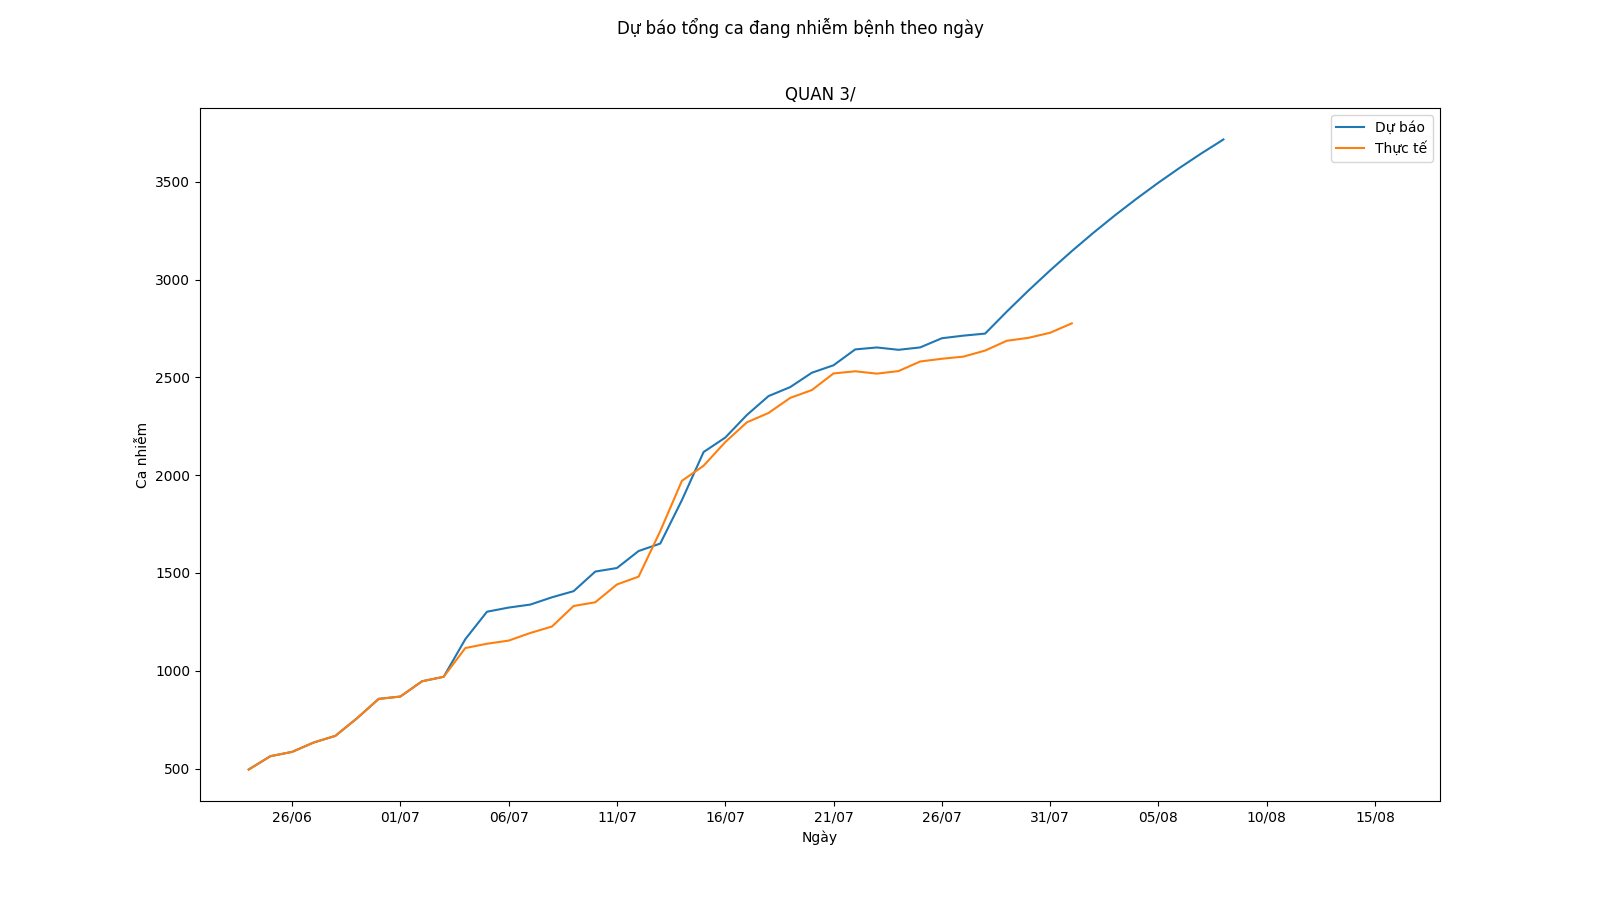 Dự báo tổng ca đang nhiễm bệnh theo ngày
QUAN 3/
Dự báo
Thực tế
3500
3000
2500
2000
1500
1000
500
Ca nhiễm
26/06 01/07 06/07 11/07 16/07 21/07 26/07 31/07 05/08 10/08 15/08
Ngày